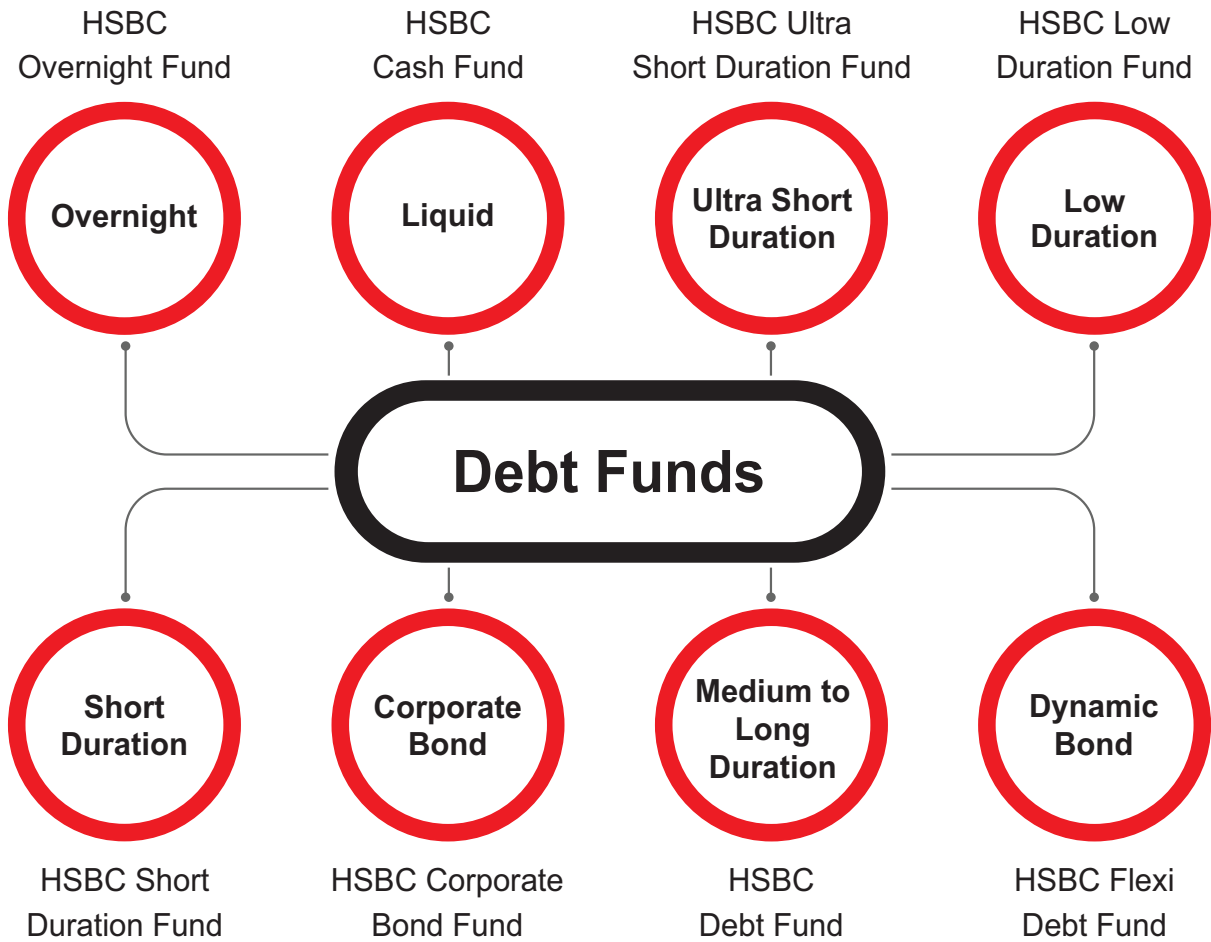 HSBC
Overnight Fund
HSBC
Cash Fund
HSBC Ultra
Short Duration Fund
HSBC Low
Duration Fund
Overnight
Liquid
Ultra Short
Duration
Low
Duration
Debt Funds
Short
Duration
Corporate
Bond
Medium to
Long
Duration
Dynamic
Bond
HSBC Short
Duration Fund
HSBC Corporate
Bond Fund
HSBC
Debt Fund
HSBC Flexi
Debt Fund